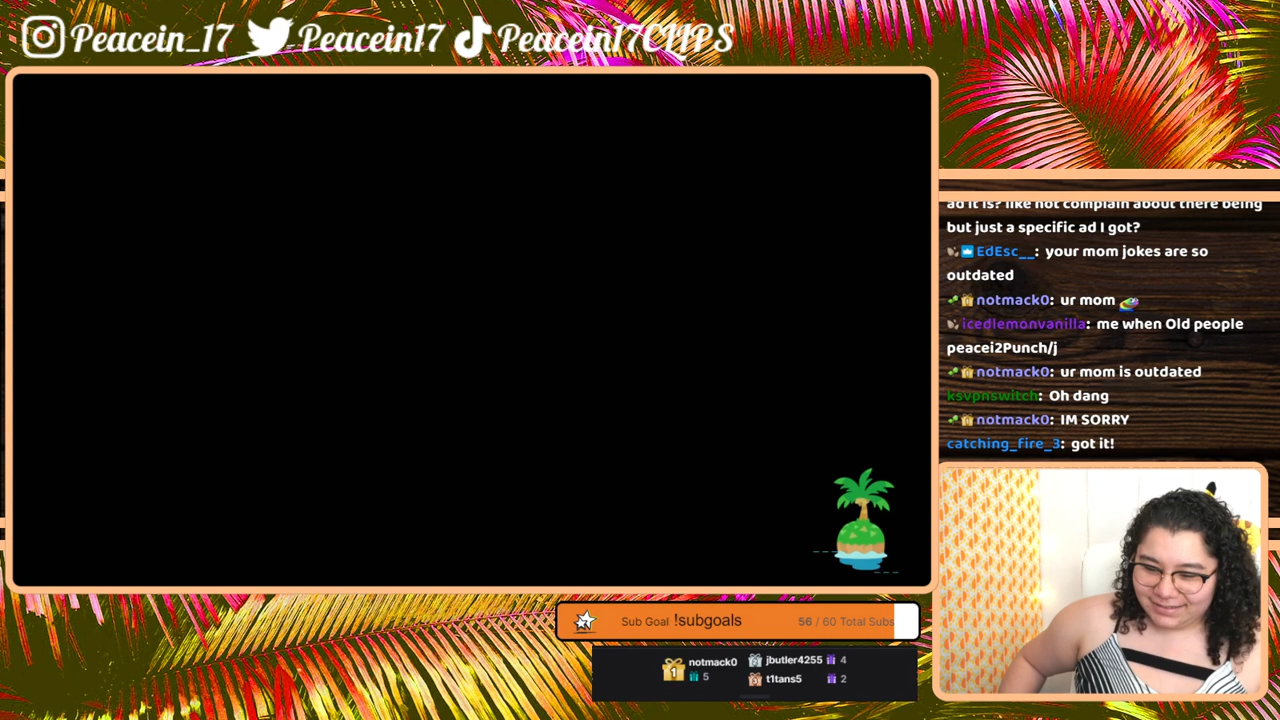 Peacein_17 Peacein17 Peacein17ClIPS
ad it is? like not complain about there being
but just a specific ad I got?
EdEsc__: your mom jokes are so
outdated
notmack0: ur mom
icedlemonvanilla: me when Old people
peacei2Punch/j
notmack0: ur mom is outdated
ksvpnswitch: Oh dang
notmack0: IM SORRY
catching_fire_3: got it!
Sub Goal !subgoals 56 / 60 Total Subs
1 notmack0 5
2 jbutler4255 4
3 t1tans5 2